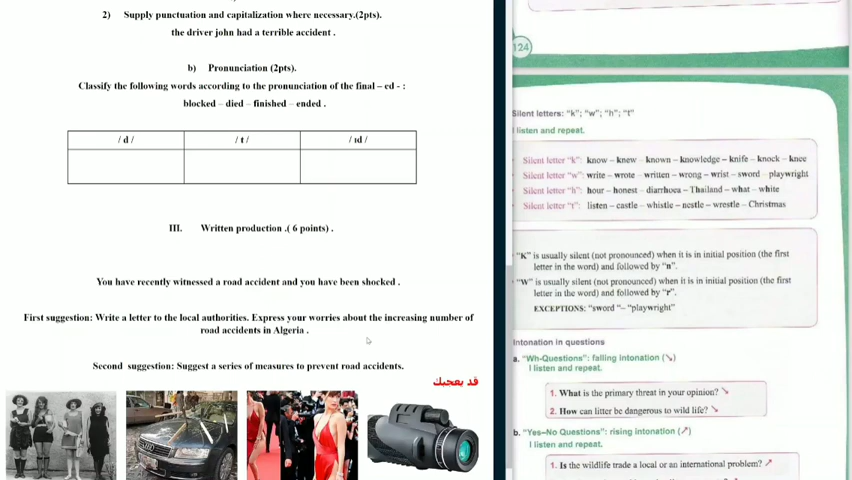 2) Supply punctuation and capitalization where necessary.(2pts).
the driver john had a terrible accident .
b) Pronunciation (2pts).
Classify the following words according to the pronunciation of the final – ed - :
blocked – died – finished – ended .
/ d / / t / / ɪd /
III. Written production .( 6 points) .
You have recently witnessed a road accident and you have been shocked .
First suggestion: Write a letter to the local authorities. Express your worries about the increasing number of
road accidents in Algeria .
Second suggestion: Suggest a series of measures to prevent road accidents.
قد يعجبك
124
Silent letters: "k"; "w"; "h"; "t"
I listen and repeat.
Silent letter "k": know – knew – known – knowledge – knife – knock – knee
Silent letter "w": write – wrote – written – wrong – wrist – sword – playwright
Silent letter "h": hour – honest – diarrhoea – Thailand – what – white
Silent letter "t": listen – castle – whistle – nestle – wrestle – Christmas
"K" is usually silent (not pronounced) when it is in initial position (the first
letter in the word) and followed by "n".
"W" is usually silent (not pronounced) when it is in initial position (the first
letter in the word) and followed by "r".
EXCEPTIONS: "sword "– "playwright"
Intonation in questions
a. "Wh-Questions": falling intonation (↘)
I listen and repeat.
1. What is the primary threat in your opinion? ↘
2. How can litter be dangerous to wild life? ↘
b. "Yes–No Questions": rising intonation (↗)
I listen and repeat.
1. Is the wildlife trade a local or an international problem? ↗